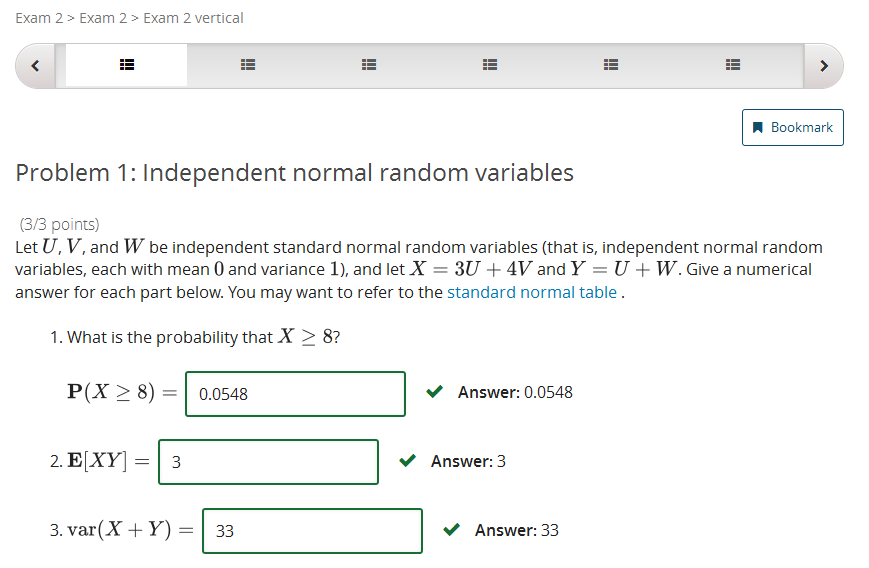 Exam 2 > Exam 2 > Exam 2 vertical
Bookmark
Problem 1: Independent normal random variables
(3/3 points)
Let U, V, and W be independent standard normal random variables (that is, independent normal random
variables, each with mean 0 and variance 1), and let X = 3U + 4V and Y = U + W. Give a numerical
answer for each part below. You may want to refer to the standard normal table .
1. What is the probability that X ≥ 8?
P(X ≥ 8) = 0.0548 Answer: 0.0548
2. E[XY] = 3 Answer: 3
3. var(X + Y) = 33 Answer: 33